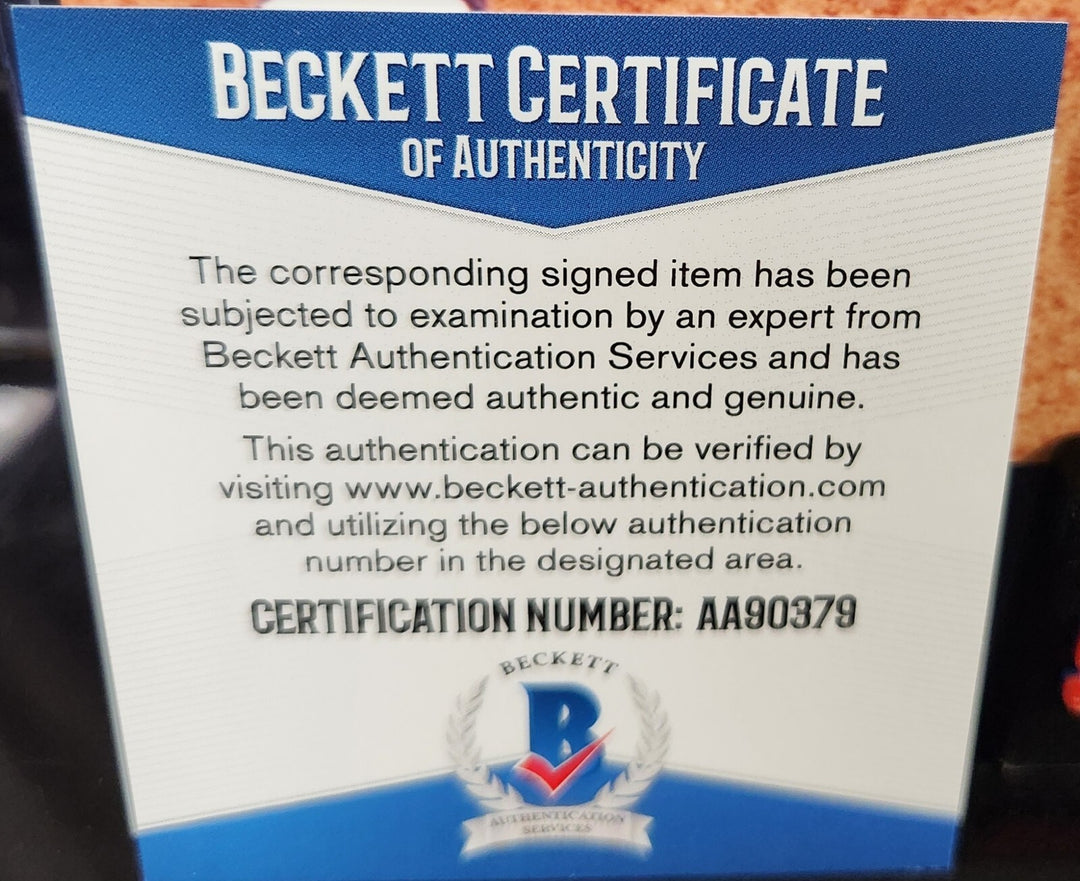 BECKETT CERTIFICATE
OF AUTHENTICITY
The corresponding signed item has been
subjected to examination by an expert from
Beckett Authentication Services and has
been deemed authentic and genuine.
This authentication can be verified by
visiting www.beckett-authentication.com
and utilizing the below authentication
number in the designated area.
CERTIFICATION NUMBER: AA90379
BECKETT
B
AUTHENTICATION
SERVICES